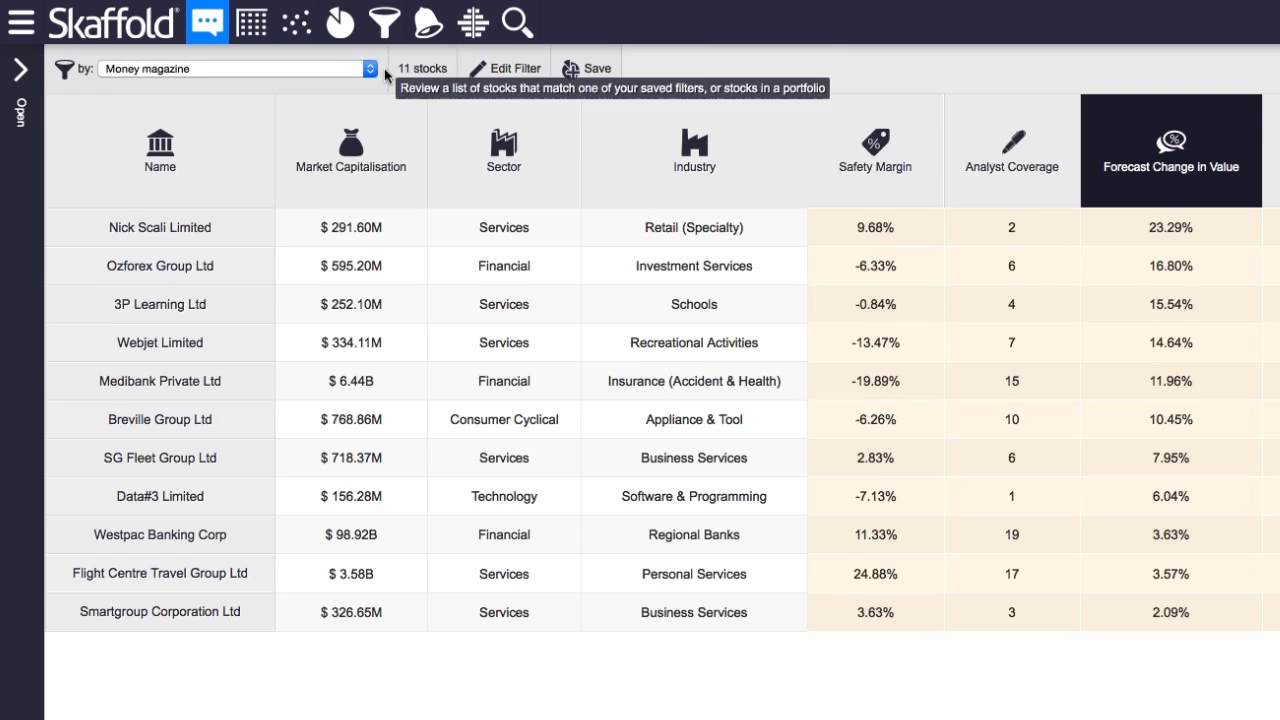 Skaffold®
by: Money magazine 11 stocks Edit Filter Save
Review a list of stocks that match one of your saved filters, or stocks in a portfolio
Open
Name Market Capitalisation Sector Industry Safety Margin Analyst Coverage Forecast Change in Value
Nick Scali Limited $ 291.60M Services Retail (Specialty) 9.68% 2 23.29%
Ozforex Group Ltd $ 595.20M Financial Investment Services -6.33% 6 16.80%
3P Learning Ltd $ 252.10M Services Schools -0.84% 4 15.54%
Webjet Limited $ 334.11M Services Recreational Activities -13.47% 7 14.64%
Medibank Private Ltd $ 6.44B Financial Insurance (Accident & Health) -19.89% 15 11.96%
Breville Group Ltd $ 768.86M Consumer Cyclical Appliance & Tool -6.26% 10 10.45%
SG Fleet Group Ltd $ 718.37M Services Business Services 2.83% 6 7.95%
Data#3 Limited $ 156.28M Technology Software & Programming -7.13% 1 6.04%
Westpac Banking Corp $ 98.92B Financial Regional Banks 11.33% 19 3.63%
Flight Centre Travel Group Ltd $ 3.58B Services Personal Services 24.88% 17 3.57%
Smartgroup Corporation Ltd $ 326.65M Services Business Services 3.63% 3 2.09%